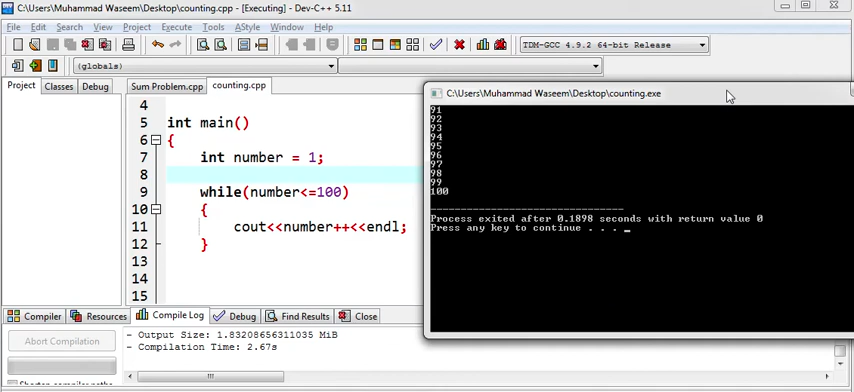 C:\Users\Muhammad Waseem\Desktop\counting.cpp - [Executing] - Dev-C++ 5.11
File Edit Search View Project Execute Tools AStyle Window Help
TDM-GCC 4.9.2 64-bit Release
(globals)
Project Classes Debug
Sum Problem.cpp counting.cpp
4
5 int main()
6 {
7 int number = 1;
8
9 while(number<=100)
10 {
11 cout<<number++<<endl;
12 }
13
14
15
C:\Users\Muhammad Waseem\Desktop\counting.exe
91
92
93
94
95
96
97
98
99
100
--------------------------------
Process exited after 0.1898 seconds with return value 0
Press any key to continue . . . _
Compiler Resources Compile Log Debug Find Results Close
Abort Compilation
- Output Size: 1.83208656311035 MiB
- Compilation Time: 2.67s